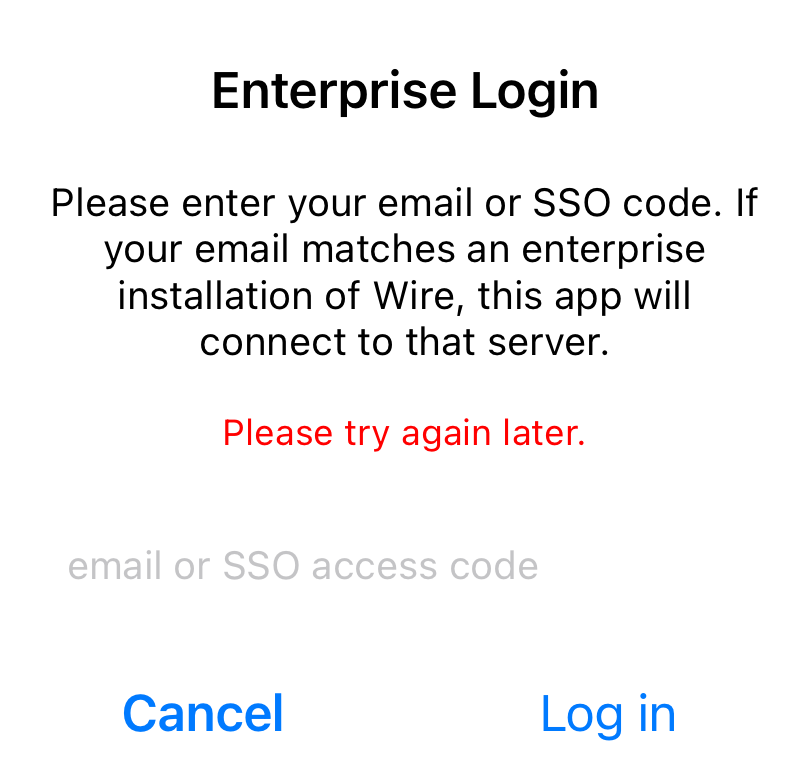 Enterprise Login
Please enter your email or SSO code. If
your email matches an enterprise
installation of Wire, this app will
connect to that server.
Please try again later.
email or SSO access code
Cancel
Log in